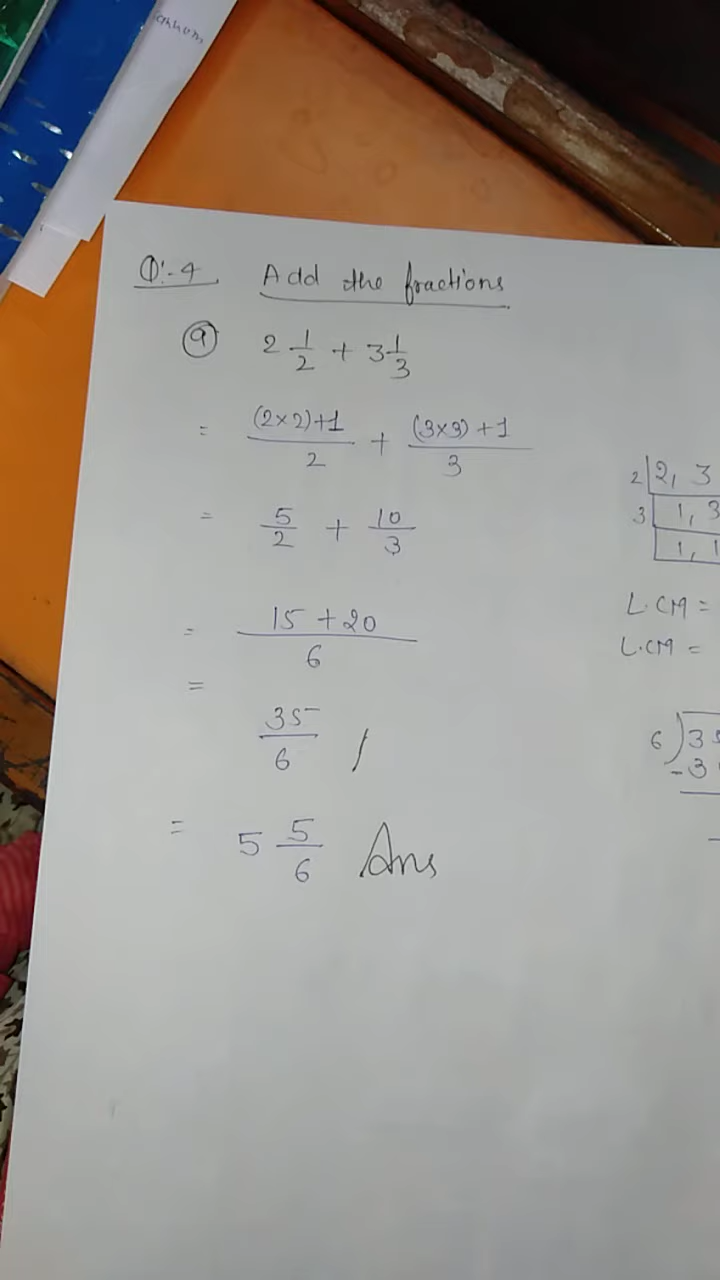 Q:-4 Add the fractions
(a) 2 1/2 + 3 1/3
= (2×2)+1/2 + (3×3)+1/3
= 5/2 + 10/3
= 15+20/6
=
35/6 /
= 5 5/6 Ans
2 2, 3
3 1, 3
1, 1
L.CM =
L.CM =
6)35
-3